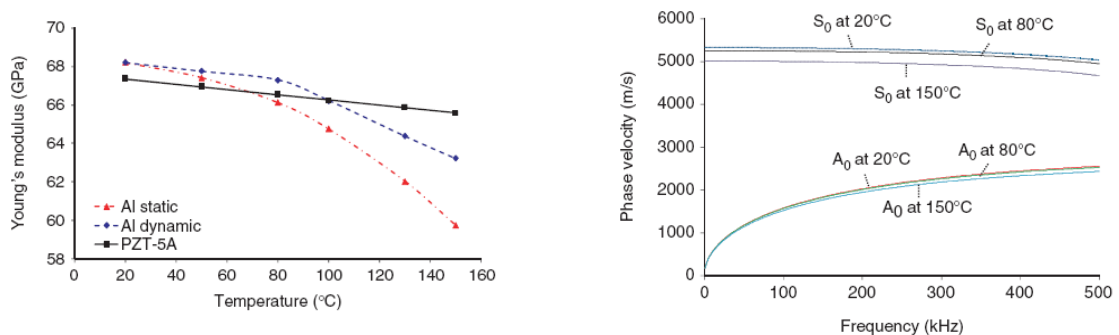 70
68
66
64
62
60
58
Young's modulus (GPa)
Al static
Al dynamic
PZT-5A
0 20 40 60 80 100 120 140 160
Temperature (°C)
6000
5000
4000
3000
2000
1000
0
Phase velocity (m/s)
S0 at 20°C
S0 at 80°C
S0 at 150°C
A0 at 20°C
A0 at 80°C
A0 at 150°C
0 100 200 300 400 500
Frequency (kHz)